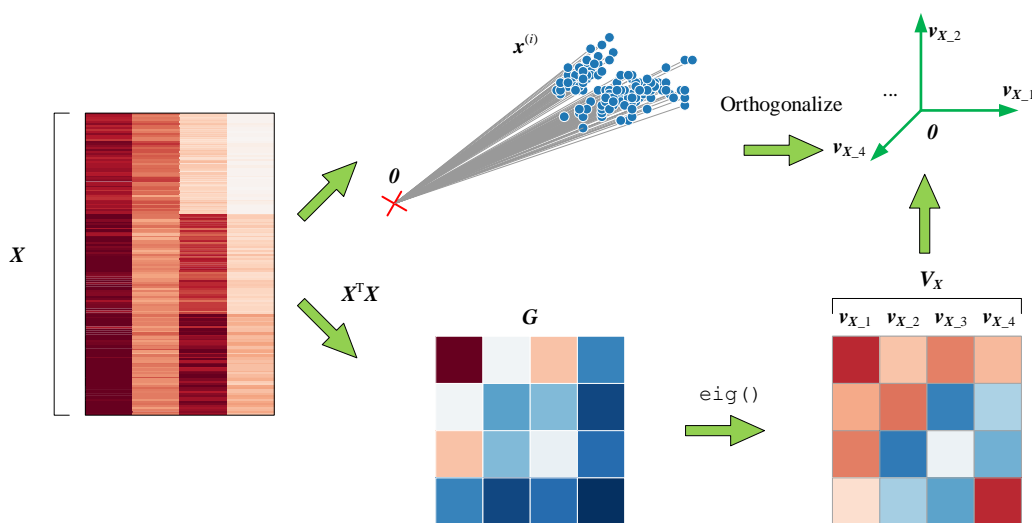 x^(i)
v_X_2
...
v_X_1
Orthogonalize
0
v_X_4
0
X
X^T X
G
V_X
v_X_1 v_X_2 v_X_3 v_X_4
eig()